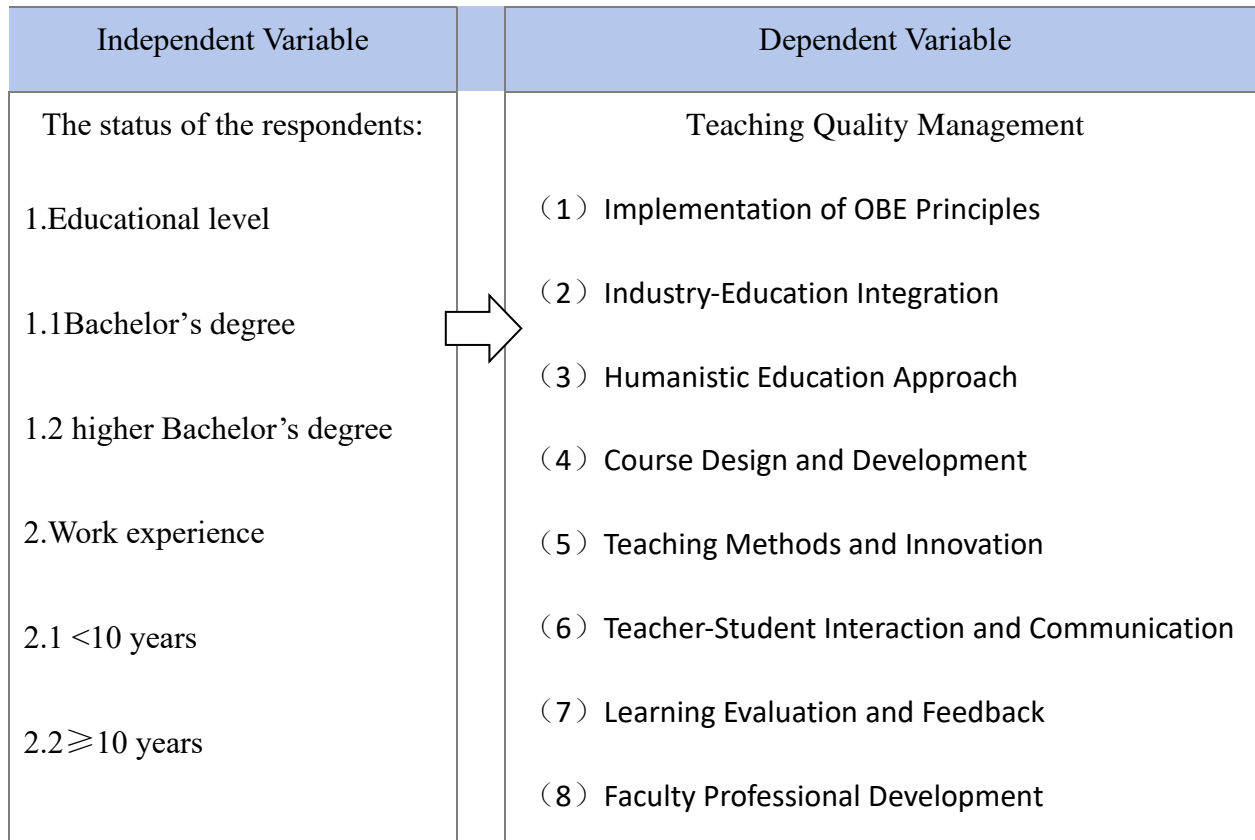 Independent Variable
The status of the respondents:
1.Educational level
1.1Bachelor’s degree
1.2 higher Bachelor’s degree
2.Work experience
2.1 <10 years
2.2≥10 years
Dependent Variable
Teaching Quality Management
（1）Implementation of OBE Principles
（2）Industry-Education Integration
（3）Humanistic Education Approach
（4）Course Design and Development
（5）Teaching Methods and Innovation
（6）Teacher-Student Interaction and Communication
（7）Learning Evaluation and Feedback
（8）Faculty Professional Development